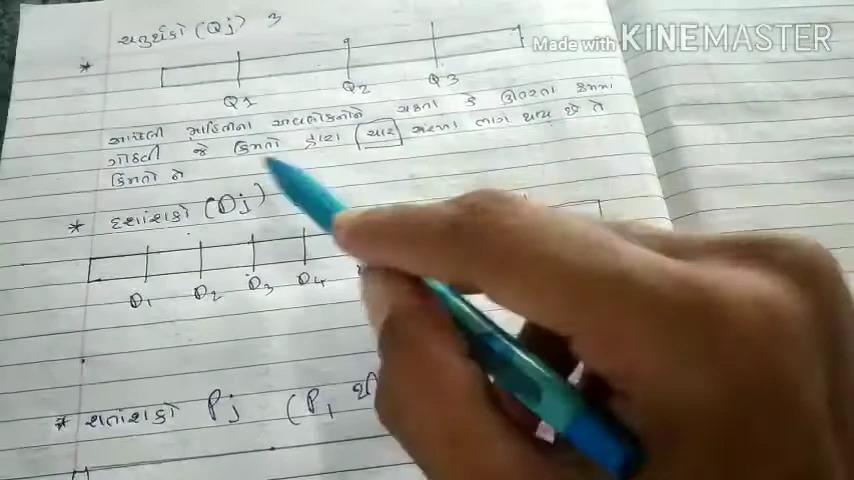 ચતુર્થકો (Qj) 3
Made with KINEMASTER
* Q1 Q2 Q3
આપેલી માહિતીના અવલોકનોને ચઢતા કે ઊતરતા ક્રમમાં
ગોઠવી જે કિંમતો દ્વારા ચાર સરખા ભાગ થાય છે તે
કિંમતો ને
* દશાંશકો (Dj)
D1 D2 D3 D4
* શતાંશકો Pj (P1 થી